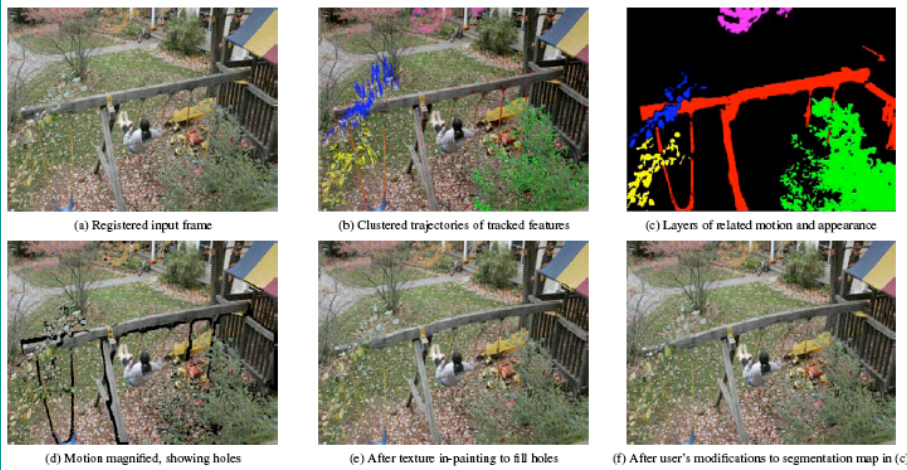 (a) Registered input frame
(b) Clustered trajectories of tracked features
(c) Layers of related motion and appearance
(d) Motion magnified, showing holes
(e) After texture in-painting to fill holes
(f) After user's modifications to segmentation map in (c)